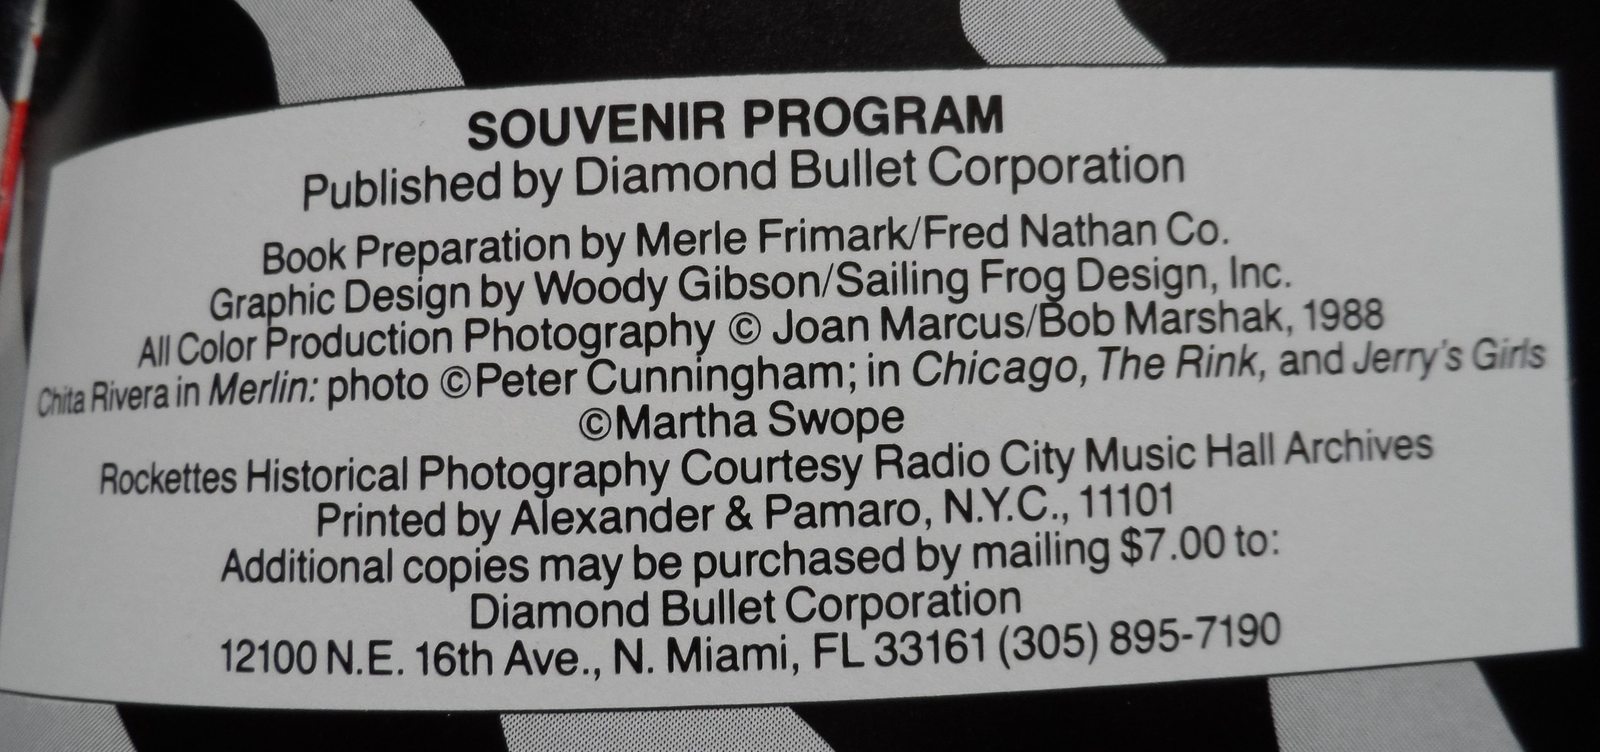 SOUVENIR PROGRAM
Published by Diamond Bullet Corporation
Book Preparation by Merle Frimark/Fred Nathan Co.
Graphic Design by Woody Gibson/Sailing Frog Design, Inc.
All Color Production Photography © Joan Marcus/Bob Marshak, 1988
Chita Rivera in Merlin: photo ©Peter Cunningham; in Chicago, The Rink, and Jerry's Girls
©Martha Swope
Rockettes Historical Photography Courtesy Radio City Music Hall Archives
Printed by Alexander & Pamaro, N.Y.C., 11101
Additional copies may be purchased by mailing $7.00 to:
Diamond Bullet Corporation
12100 N.E. 16th Ave., N. Miami, FL 33161 (305) 895-7190